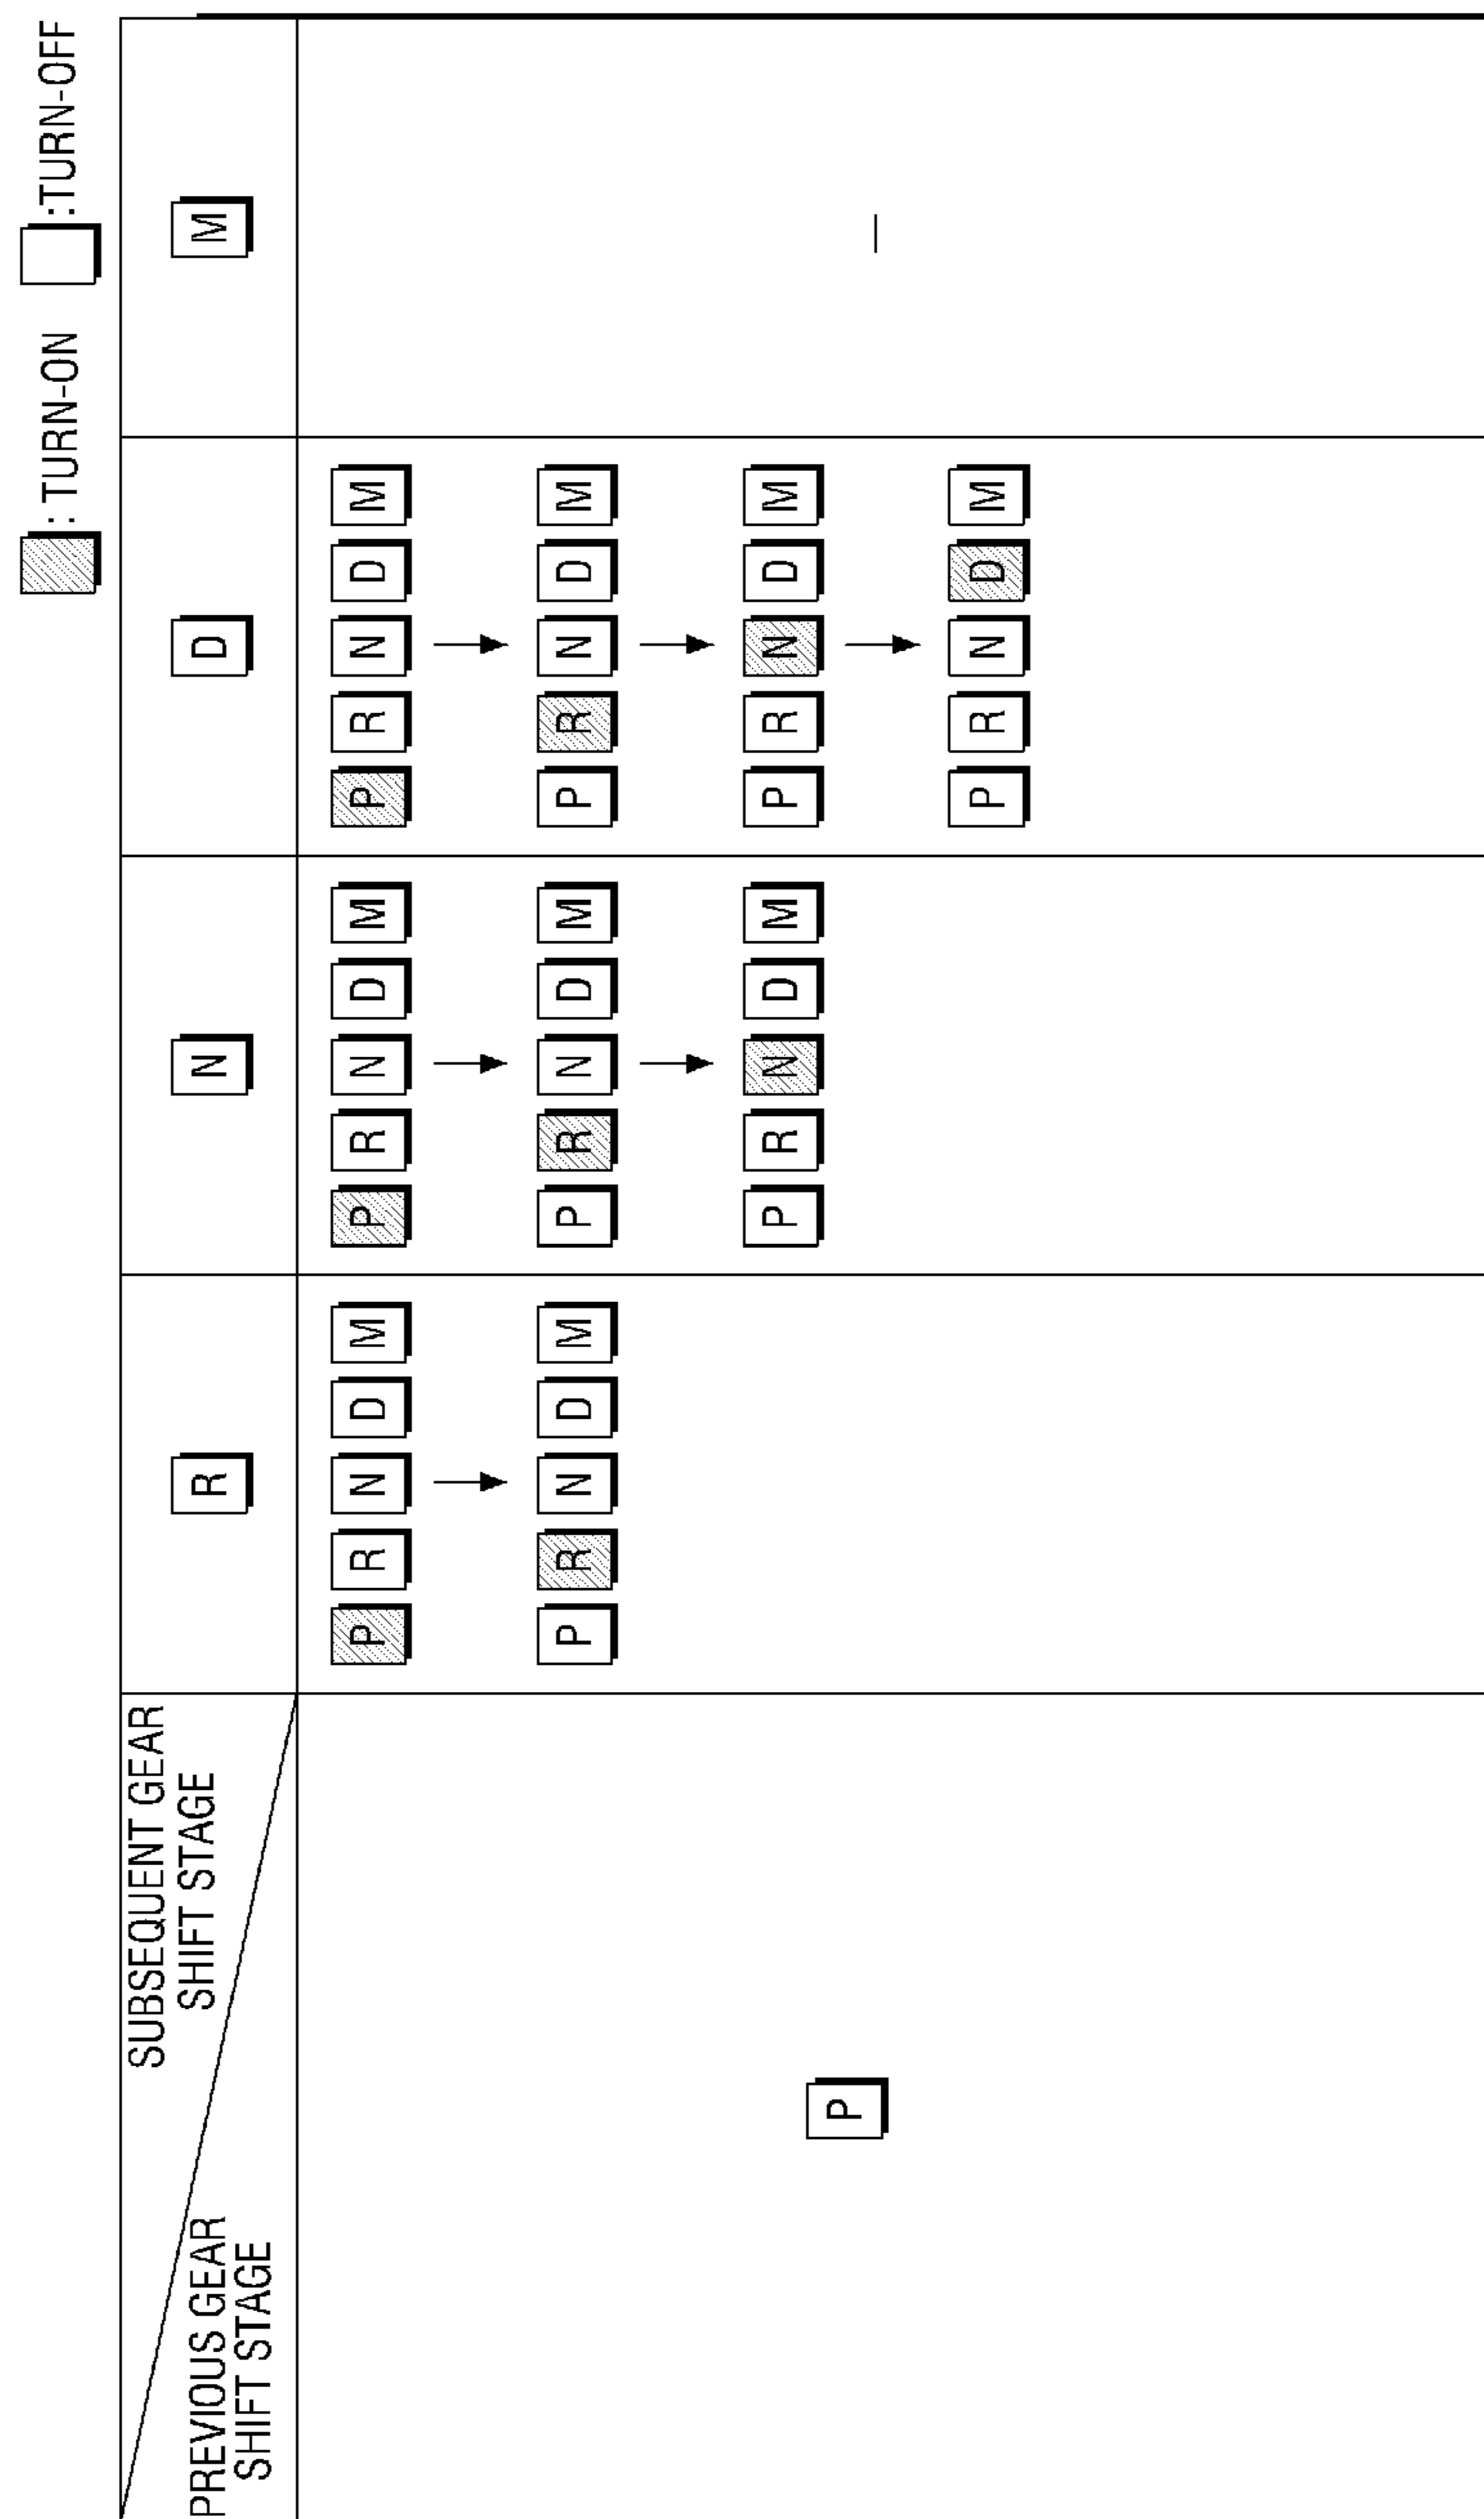 : TURN-ON :TURN-OFF
SUBSEQUENT GEAR
SHIFT STAGE
PREVIOUS GEAR
SHIFT STAGE
R N D M
P
P R N D M P R N D M P R N D M
P R N D M P R N D M P R N D M
P R N D M P R N D M
P R N D M